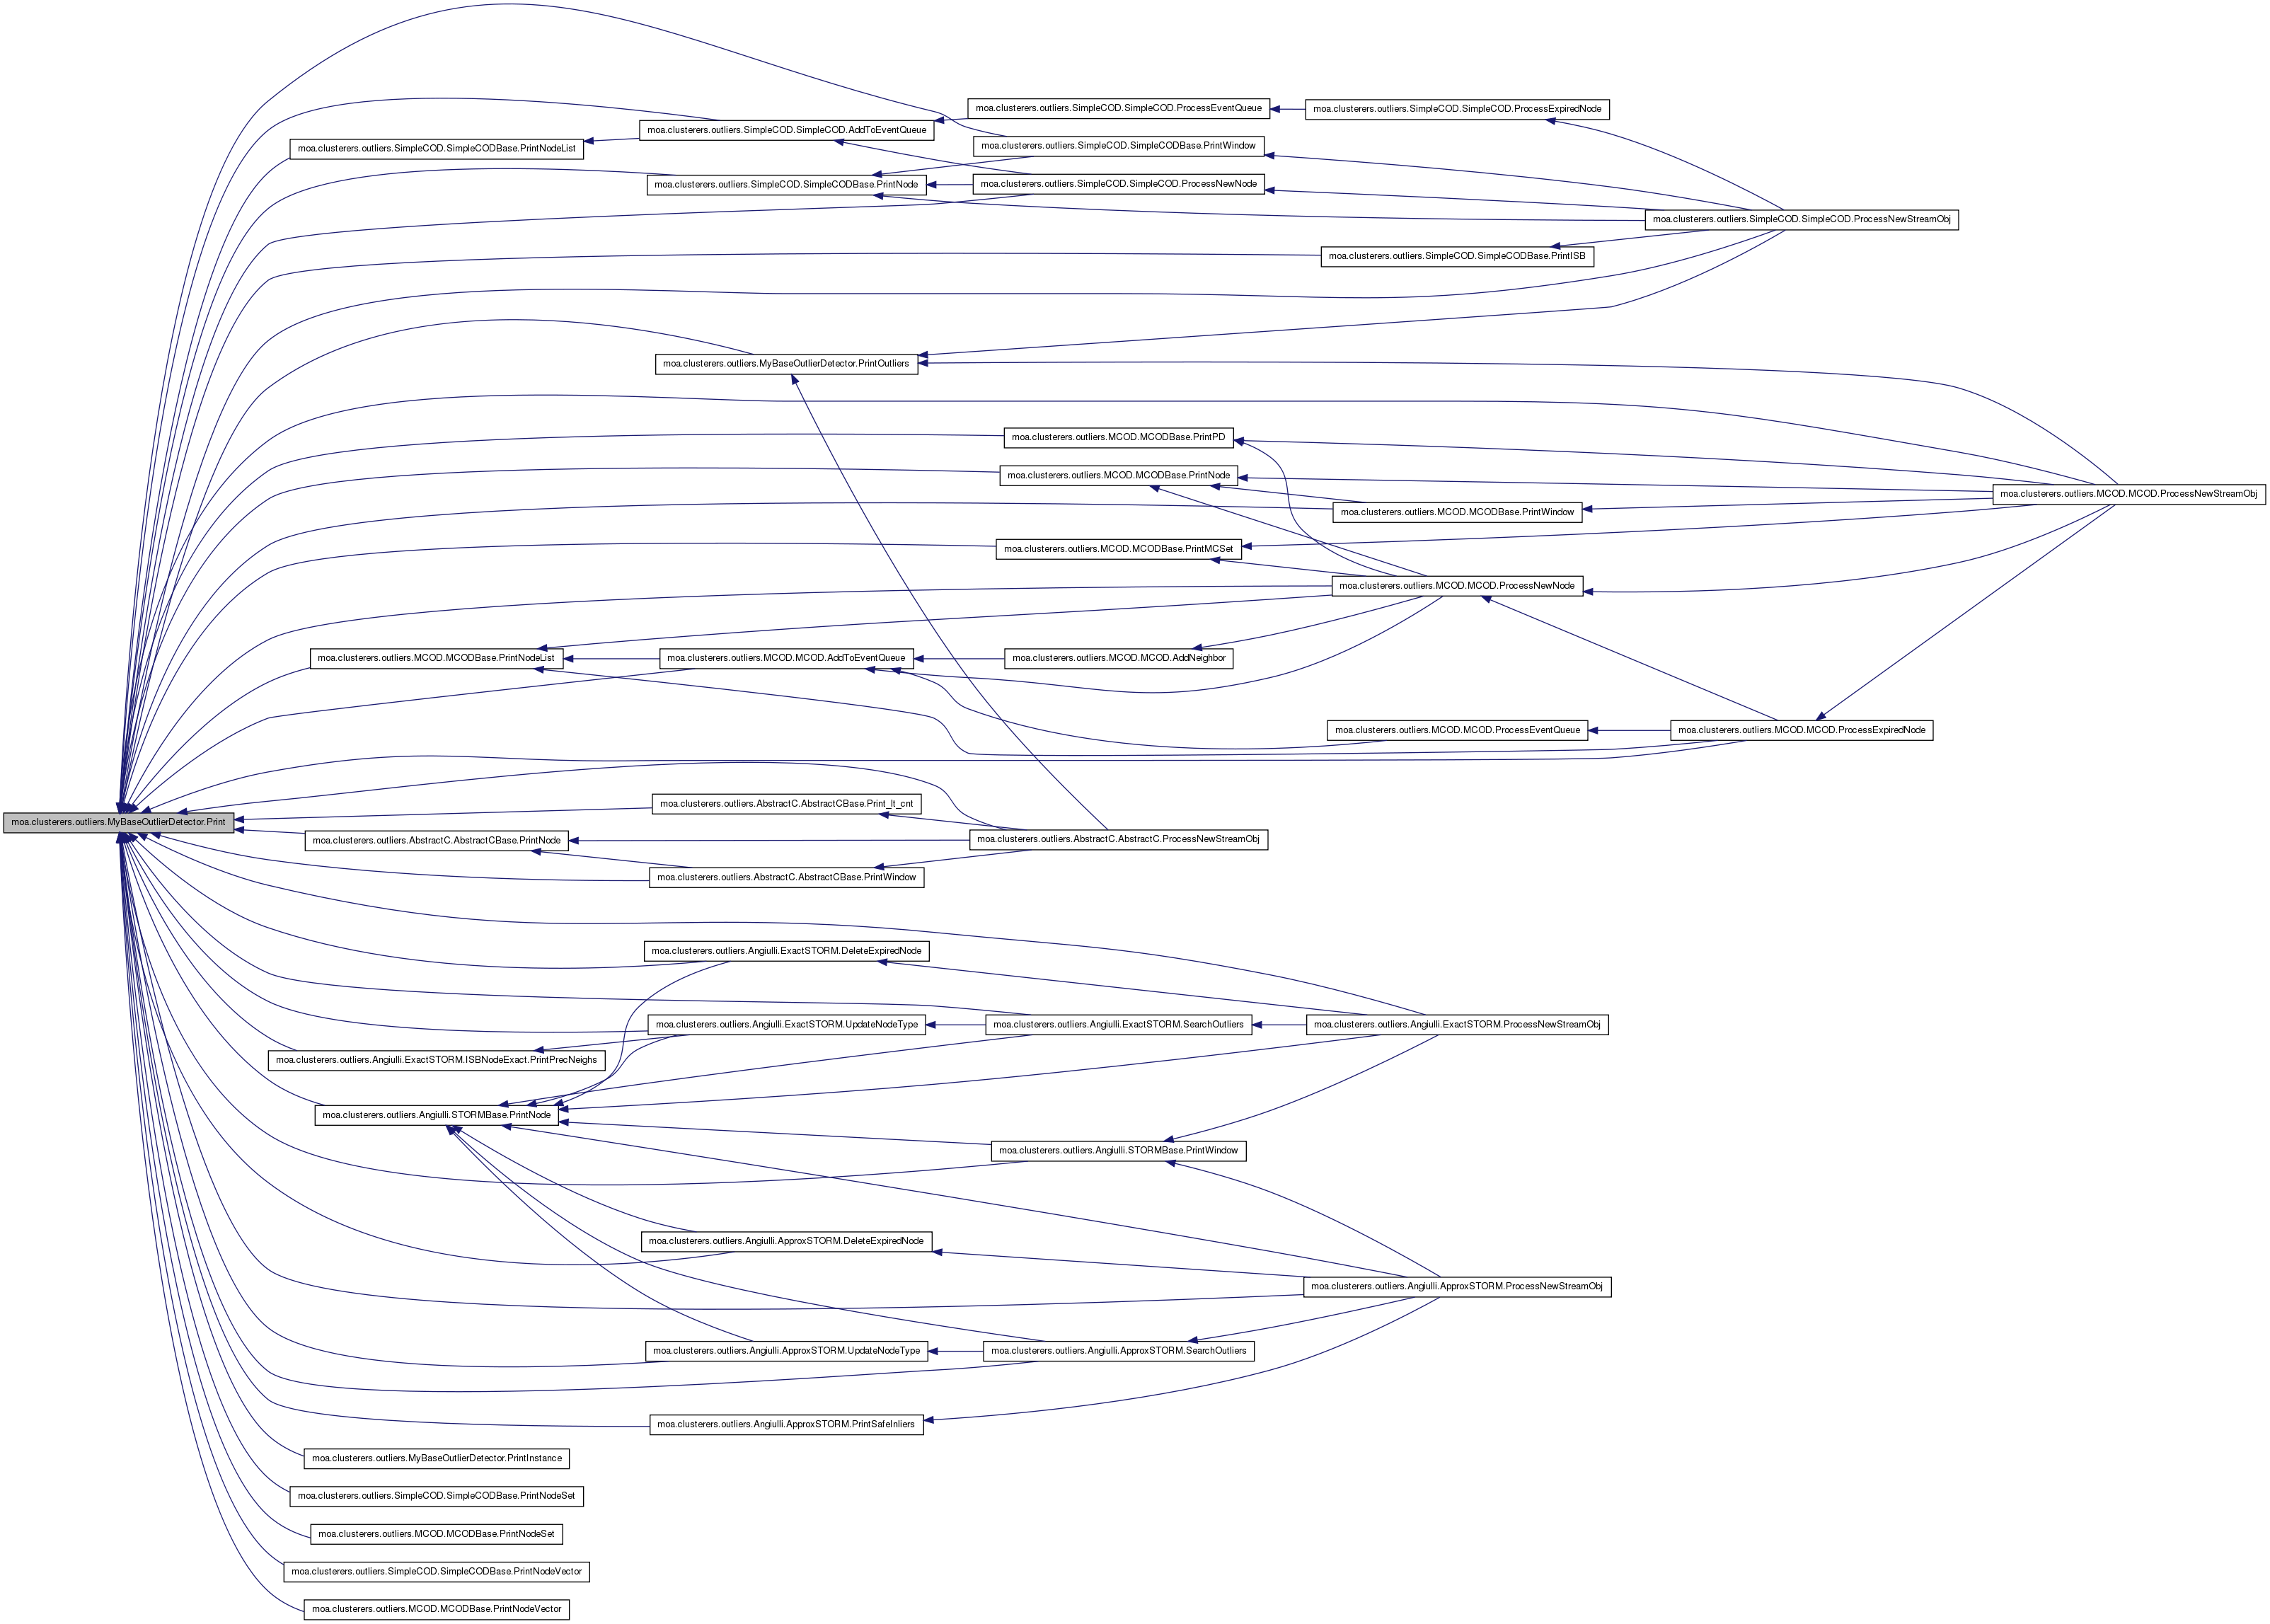 moa.clusterers.outliers.SimpleCOD.SimpleCOD.ProcessEventQueue
moa.clusterers.outliers.SimpleCOD.SimpleCOD.ProcessExpiredNode
moa.clusterers.outliers.SimpleCOD.SimpleCOD.AddToEventQueue
moa.clusterers.outliers.SimpleCOD.SimpleCODBase.PrintNodeList
moa.clusterers.outliers.SimpleCOD.SimpleCODBase.PrintWindow
moa.clusterers.outliers.SimpleCOD.SimpleCODBase.PrintNode
moa.clusterers.outliers.SimpleCOD.SimpleCOD.ProcessNewNode
moa.clusterers.outliers.SimpleCOD.SimpleCOD.ProcessNewStreamObj
moa.clusterers.outliers.SimpleCOD.SimpleCODBase.PrintISB
moa.clusterers.outliers.MyBaseOutlierDetector.PrintOutliers
moa.clusterers.outliers.MCOD.MCODBase.PrintPD
moa.clusterers.outliers.MCOD.MCODBase.PrintNode
moa.clusterers.outliers.MCOD.MCOD.ProcessNewStreamObj
moa.clusterers.outliers.MCOD.MCODBase.PrintWindow
moa.clusterers.outliers.MCOD.MCODBase.PrintMCSet
moa.clusterers.outliers.MCOD.MCOD.ProcessNewNode
moa.clusterers.outliers.MCOD.MCODBase.PrintNodeList
moa.clusterers.outliers.MCOD.MCOD.AddToEventQueue
moa.clusterers.outliers.MCOD.MCOD.AddNeighbor
moa.clusterers.outliers.MCOD.MCOD.ProcessEventQueue
moa.clusterers.outliers.MCOD.MCOD.ProcessExpiredNode
moa.clusterers.outliers.AbstractC.AbstractCBase.Print_lt_cnt
moa.clusterers.outliers.MyBaseOutlierDetector.Print
moa.clusterers.outliers.AbstractC.AbstractCBase.PrintNode
moa.clusterers.outliers.AbstractC.AbstractC.ProcessNewStreamObj
moa.clusterers.outliers.AbstractC.AbstractCBase.PrintWindow
moa.clusterers.outliers.Angiulli.ExactSTORM.DeleteExpiredNode
moa.clusterers.outliers.Angiulli.ExactSTORM.UpdateNodeType
moa.clusterers.outliers.Angiulli.ExactSTORM.SearchOutliers
moa.clusterers.outliers.Angiulli.ExactSTORM.ProcessNewStreamObj
moa.clusterers.outliers.Angiulli.ExactSTORM.ISBNodeExact.PrintPrecNeighs
moa.clusterers.outliers.Angiulli.STORMBase.PrintNode
moa.clusterers.outliers.Angiulli.STORMBase.PrintWindow
moa.clusterers.outliers.Angiulli.ApproxSTORM.DeleteExpiredNode
moa.clusterers.outliers.Angiulli.ApproxSTORM.ProcessNewStreamObj
moa.clusterers.outliers.Angiulli.ApproxSTORM.UpdateNodeType
moa.clusterers.outliers.Angiulli.ApproxSTORM.SearchOutliers
moa.clusterers.outliers.Angiulli.ApproxSTORM.PrintSafeInliers
moa.clusterers.outliers.MyBaseOutlierDetector.PrintInstance
moa.clusterers.outliers.SimpleCOD.SimpleCODBase.PrintNodeSet
moa.clusterers.outliers.MCOD.MCODBase.PrintNodeSet
moa.clusterers.outliers.SimpleCOD.SimpleCODBase.PrintNodeVector
moa.clusterers.outliers.MCOD.MCODBase.PrintNodeVector